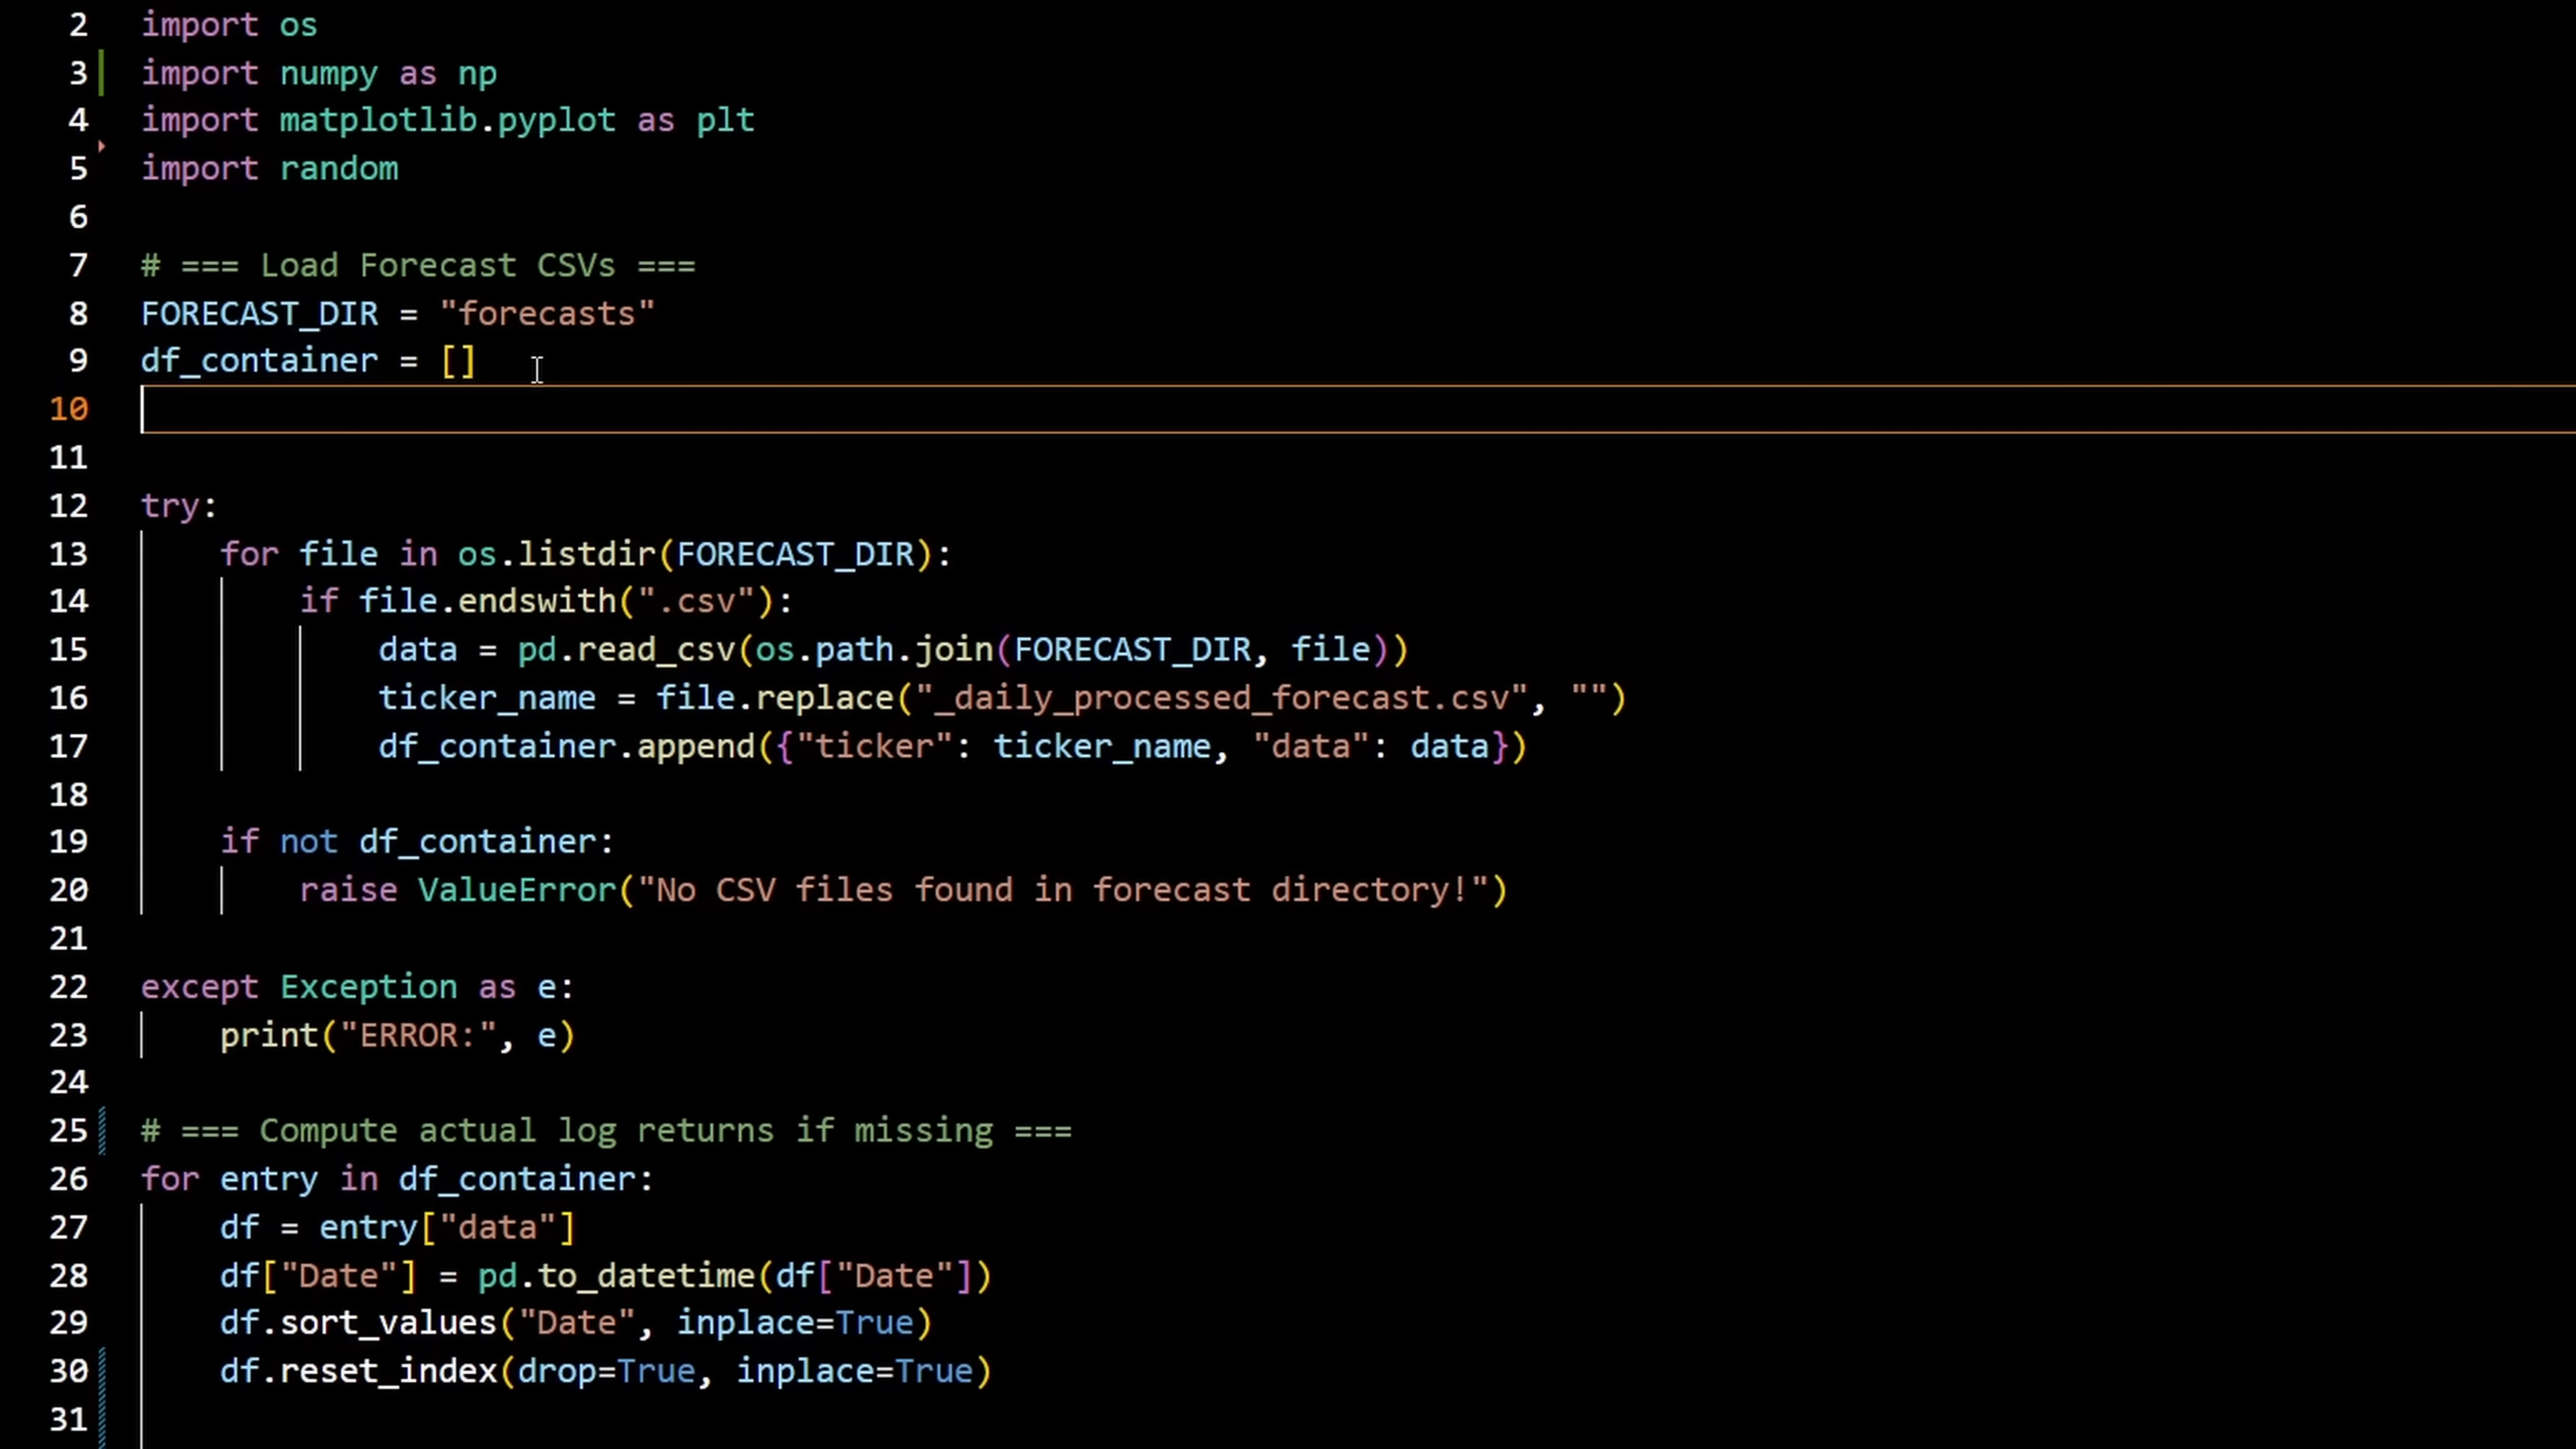 2 import os
3 import numpy as np
4 import matplotlib.pyplot as plt
5 import random
6
7 # === Load Forecast CSVs ===
8 FORECAST_DIR = "forecasts"
9 df_container = []
10
11
12 try:
13     for file in os.listdir(FORECAST_DIR):
14         if file.endswith(".csv"):
15             data = pd.read_csv(os.path.join(FORECAST_DIR, file))
16             ticker_name = file.replace("_daily_processed_forecast.csv", "")
17             df_container.append({"ticker": ticker_name, "data": data})
18
19     if not df_container:
20         raise ValueError("No CSV files found in forecast directory!")
21
22 except Exception as e:
23     print("ERROR:", e)
24
25 # === Compute actual log returns if missing ===
26 for entry in df_container:
27     df = entry["data"]
28     df["Date"] = pd.to_datetime(df["Date"])
29     df.sort_values("Date", inplace=True)
30     df.reset_index(drop=True, inplace=True)
31